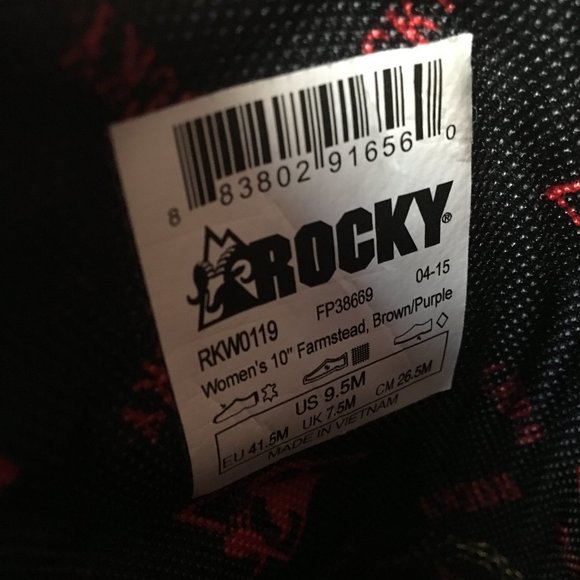 8 83802 91656 0
ROCKY®
RKW0119 FP38669 04-15
Women's 10" Farmstead, Brown/Purple
US 9.5M
EU 41.5M UK 7.5M CM 26.5M
MADE IN VIETNAM